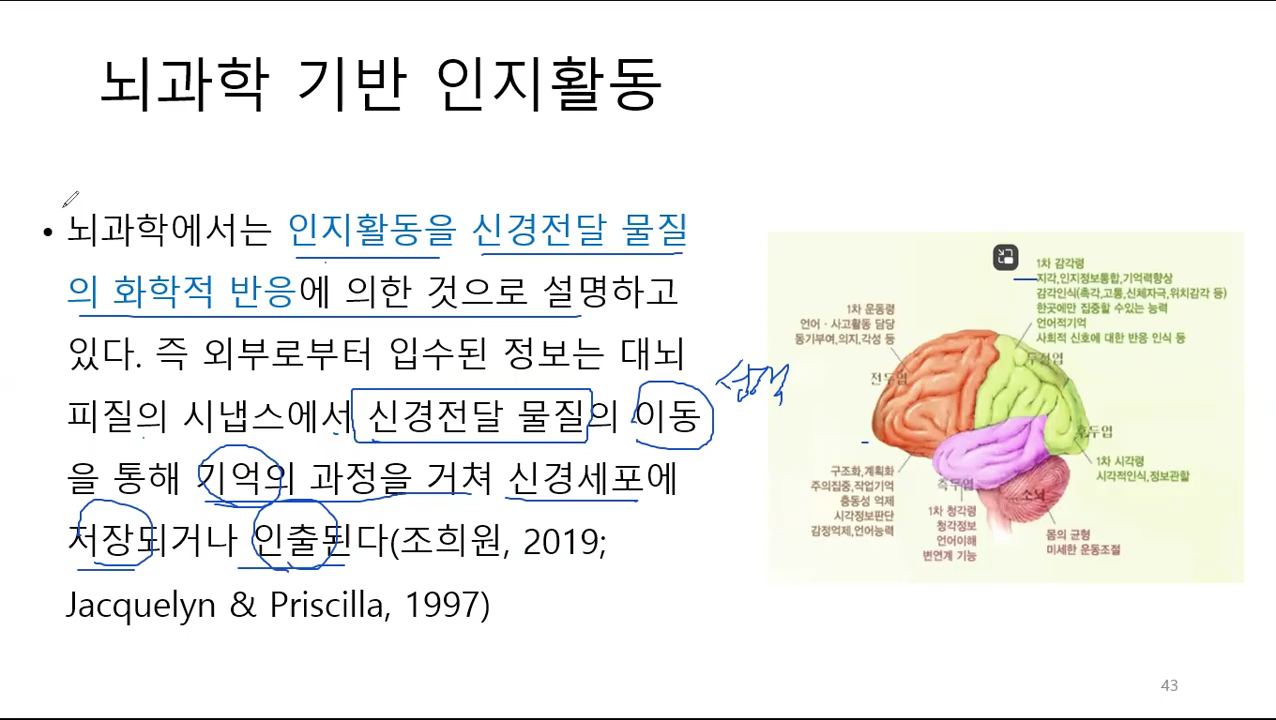 뇌과학 기반 인지활동
• 뇌과학에서는 인지활동을 신경전달 물질
의 화학적 반응에 의한 것으로 설명하고
있다. 즉 외부로부터 입수된 정보는 대뇌
피질의 시냅스에서 신경전달 물질의 이동
을 통해 기억의 과정을 거쳐 신경세포에
저장되거나 인출된다(조희원, 2019;
Jacquelyn & Priscilla, 1997)
1차 감각령
지각,인지정보통합,기억력향상
감각인식(촉각,고통,신체자극,위치감각 등)
한곳에만 집중할 수있는 능력
언어적기억
사회적 신호에 대한 반응 인식 등
1차 운동령
언어·사고활동 담당
동기부여,의지,각성 등
전두엽
두정엽
후두엽
1차 시각령
시각적인식,정보관할
구조화,계획화
주의집중,작업기억
충동성 억제
시각정보판단
감정억제,언어능력
측두엽
1차 청각령
청각정보
언어이해
변연계 기능
소뇌
몸의 균형
미세한 운동조절
43